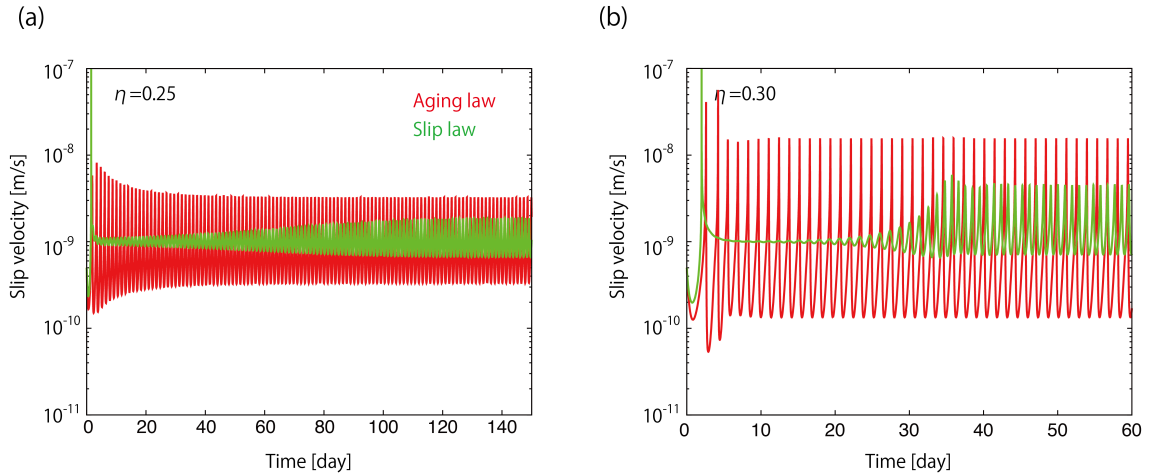 (a)
(b)
η=0.25
Aging law
Slip law
η=0.30
Slip velocity [m/s]
10-7
10-8
10-9
10-10
10-11
0 20 40 60 80 100 120 140
Time [day]
Slip velocity [m/s]
10-7
10-8
10-9
10-10
10-11
0 10 20 30 40 50 60
Time [day]